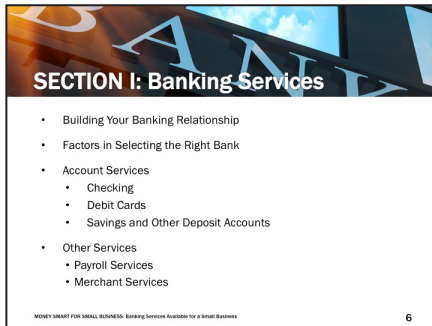 BANK
SECTION I: Banking Services
• Building Your Banking Relationship
• Factors in Selecting the Right Bank
• Account Services
• Checking
• Debit Cards
• Savings and Other Deposit Accounts
• Other Services
• Payroll Services
• Merchant Services
MONEY SMART FOR SMALL BUSINESS: Banking Services Available for a Small Business
6